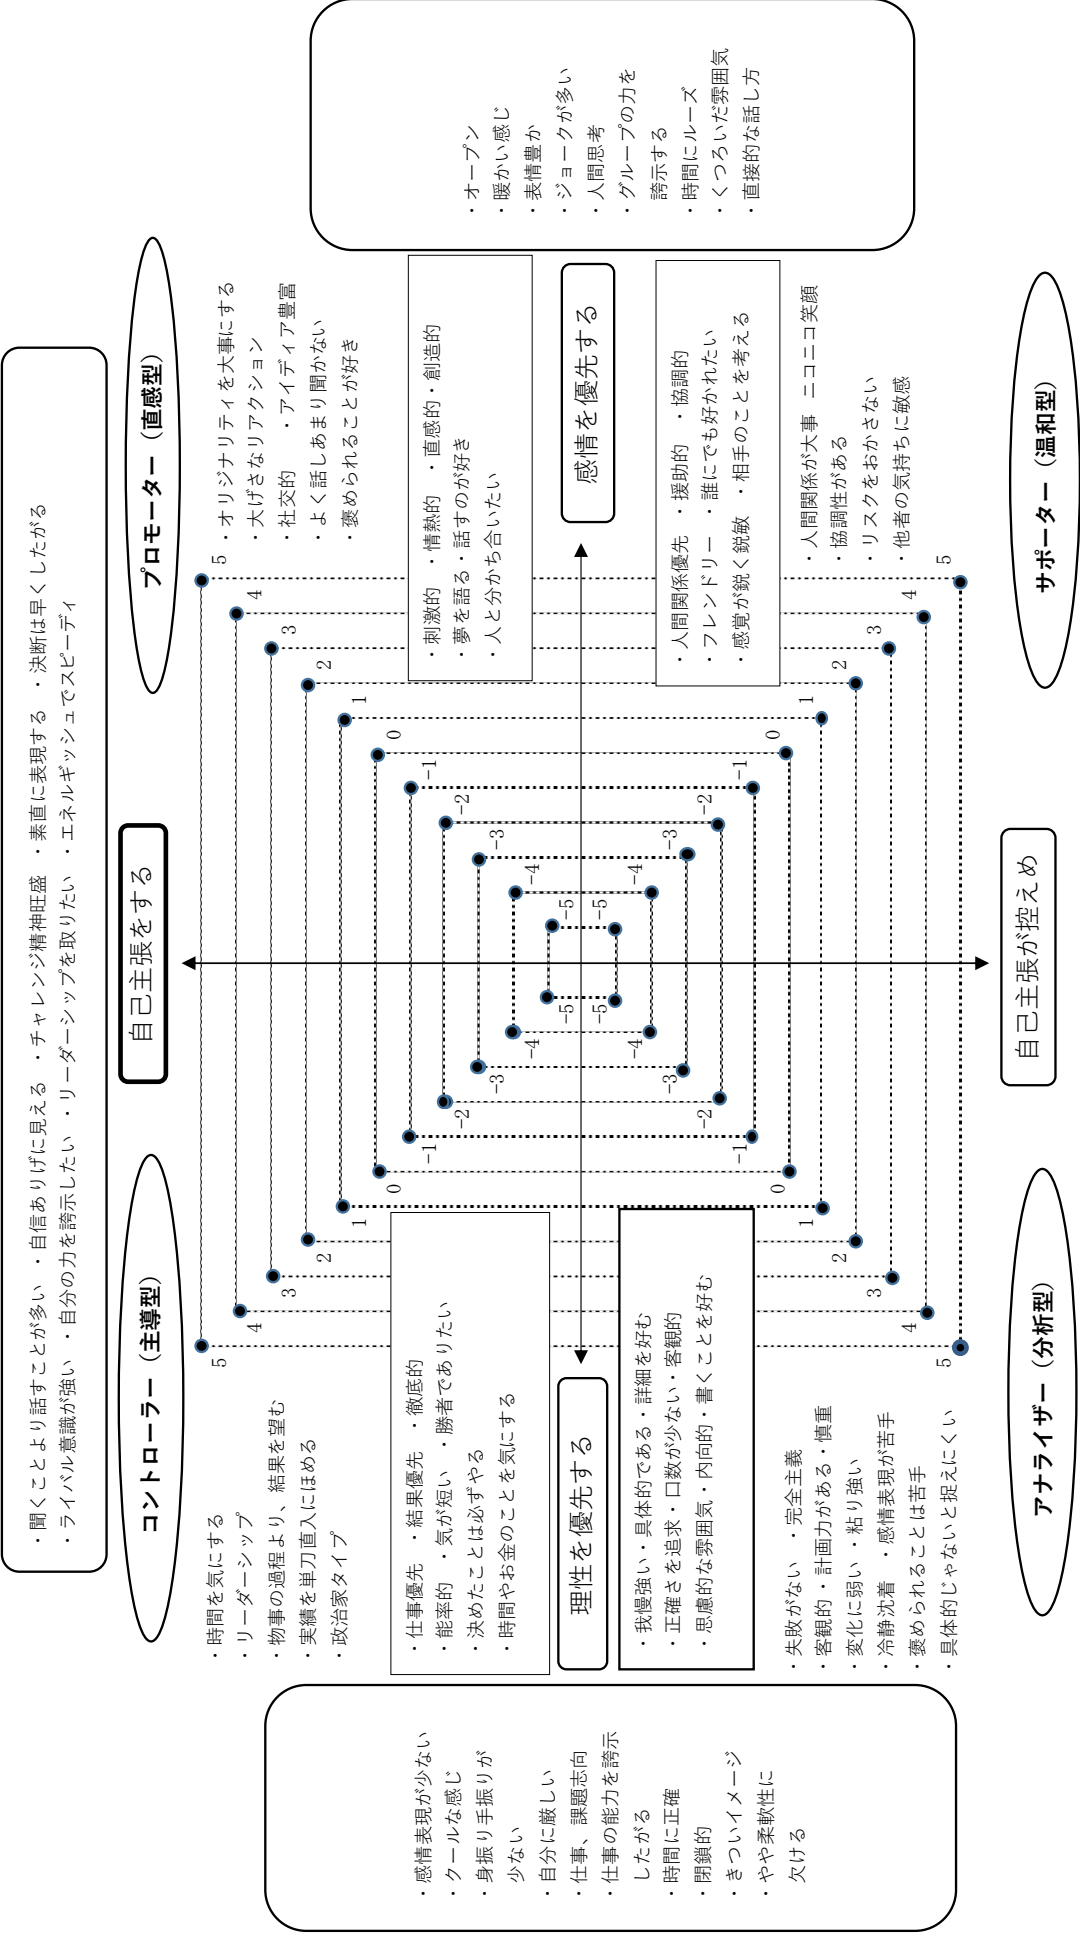 ・聞くことより話すことが多い ・自信ありげに見える ・チャレンジ精神旺盛 ・素直に表現する ・決断は早くしたがる
・ライバル意識が強い ・自分の力を誇示したい ・リーダーシップを取りたい ・エネルギッシュでスピーディ
コントローラー（主導型）
自己主張をする
プロモーター（直感型）
・時間を気にする
・リーダーシップ
・物事の過程より、結果を望む
・実績を単刀直入にほめる
・政治家タイプ
・オリジナリティを大事にする
・大げさなリアクション
・社交的 ・アイディア豊富
・よく話しあまり聞かない
・褒められることが好き
5
4
3
2
1
0
−1
−2
−3
−4
−5
5
4
3
2
1
0
−1
−2
−3
−4
−5
・仕事優先 ・結果優先 ・徹底的
・能率的 ・気が短い ・勝者でありたい
・決めたことは必ずやる
・時間やお金のことを気にする
・刺激的 ・情熱的 ・直感的・創造的
・夢を語る・話すのが好き
・人と分かち合いたい
・感情表現が少ない
・クールな感じ
・身振り手振りが
少ない
・自分に厳しい
・仕事、課題志向
・仕事の能力を誇示
したがる
・時間に正確
・閉鎖的
・きついイメージ
・やや柔軟性に
欠ける
理性を優先する
感情を優先する
・オープン
・暖かい感じ
・表情豊か
・ジョークが多い
・人間思考
・グループの力を
誇示する
・時間にルーズ
・くつろいだ雰囲気
・直接的な話し方
・我慢強い・具体的である・詳細を好む
・正確さを追求・口数が少ない・客観的
・思慮的な雰囲気・内向的・書くことを好む
・人間関係優先 ・援助的 ・協調的
・フレンドリー ・誰にでも好かれたい
・感覚が鋭く鋭敏 ・相手のことを考える
−5
−4
−3
−2
−1
0
1
2
3
4
5
−5
−4
−3
−2
−1
0
1
2
3
4
5
・失敗がない ・完全主義
・客観的・計画力がある・慎重
・変化に弱い・粘り強い
・冷静沈着 ・感情表現が苦手
・褒められることは苦手
・具体的じゃないと捉えにくい
・人間関係が大事 ニコニコ笑顔
・協調性がある
・リスクをおかさない
・他者の気持ちに敏感
アナライザー（分析型）
自己主張が控えめ
サポーター（温和型）